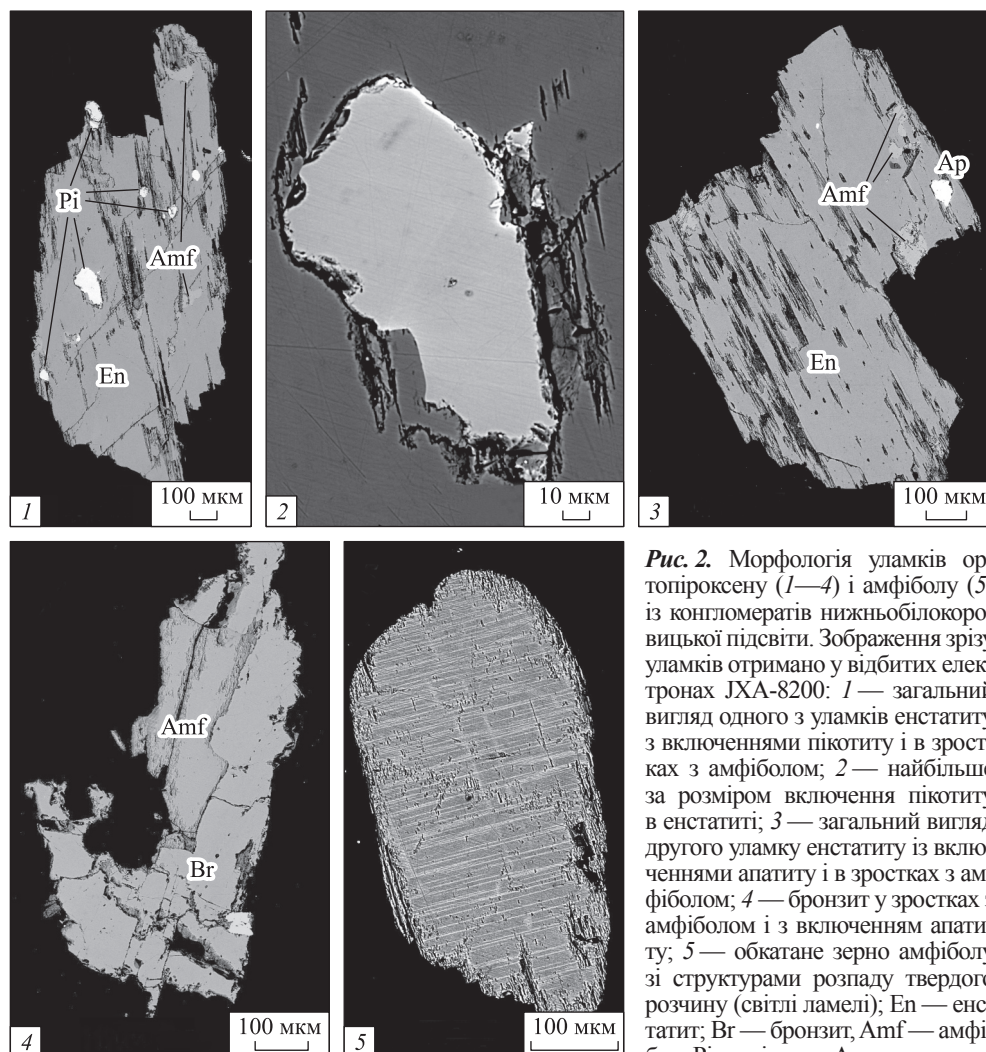 Pi
Amf
En
100 мкм
1
10 мкм
2
Amf
Ap
En
100 мкм
3
Amf
Br
100 мкм
4
100 мкм
5
Рис. 2. Морфологія уламків ор
топіроксену (1—4) і амфіболу (5
із конгломератів нижньобілокоро
вицької підсвіти. Зображення зрізу
уламків отримано у відбитих елек
тронах JXA-8200: 1 — загальний
вигляд одного з уламків енстатиту
з включеннями пікотиту і в зрост
ках з амфіболом; 2 — найбільше
за розміром включення пікотиту
в енстатиті; 3 — загальний вигляд
другого уламку енстатиту із вклю
ченнями апатиту і в зростках з ам
фіболом; 4 — бронзит у зростках з
амфіболом і з включенням апати
ту; 5 — обкатане зерно амфіболу
зі структурами розпаду твердого
розчину (світлі ламелі); En — енс
татит; Br — бронзит, Amf — амфі